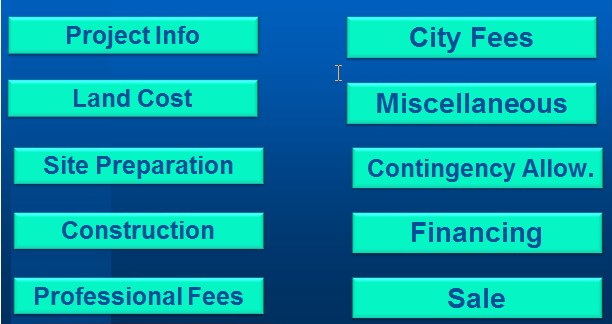 Project Info
Land Cost
Site Preparation
Construction
Professional Fees
City Fees
Miscellaneous
Contingency Allow.
Financing
Sale